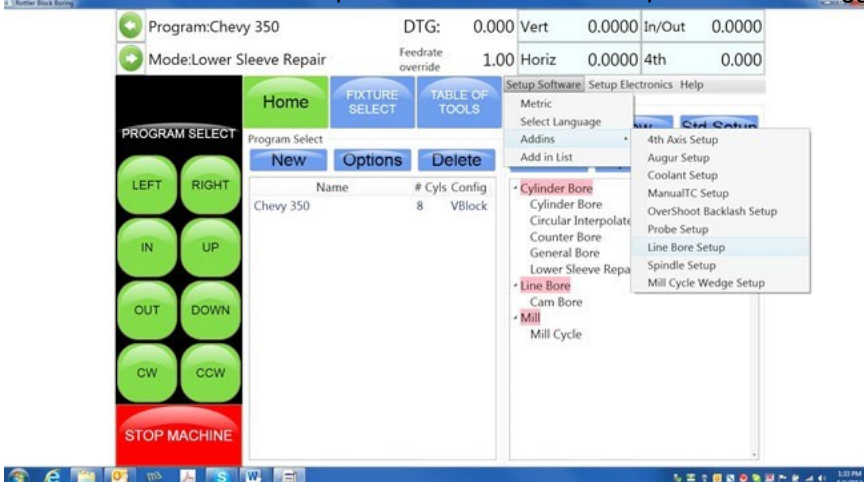 Rottler Block Boring
Program:Chevy 350 DTG: 0.000 Vert 0.0000 In/Out 0.0000
Mode:Lower Sleeve Repair Feedrate override 1.00 Horiz 0.0000 4th 0.000
Setup Software Setup Electronics Help
Home FIXTURE SELECT TABLE OF TOOLS
Metric
Select Language
Addins
Add in List
Std Setup
4th Axis Setup
Augur Setup
Coolant Setup
ManualTC Setup
OverShoot Backlash Setup
Probe Setup
Line Bore Setup
Spindle Setup
Mill Cycle Wedge Setup
PROGRAM SELECT
LEFT RIGHT
IN UP
OUT DOWN
CW CCW
STOP MACHINE
Program Select
New Options Delete
Name # Cyls Config
Chevy 350 8 VBlock
Cylinder Bore
Cylinder Bore
Circular Interpolate
Counter Bore
General Bore
Lower Sleeve Repa
Line Bore
Cam Bore
Mill
Mill Cycle
1:33 PM